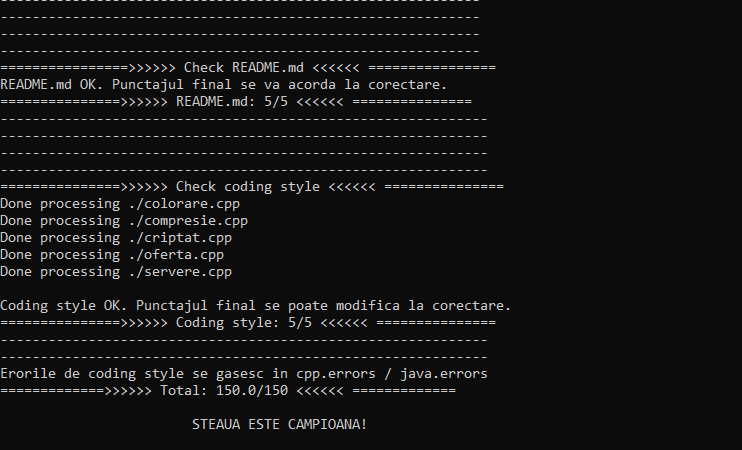 ------------------------------------------------------------
------------------------------------------------------------
------------------------------------------------------------
------------------------------------------------------------
================>>>>>> Check README.md <<<<<< ================
README.md OK. Punctajul final se va acorda la corectare.
===============>>>>>> README.md: 5/5 <<<<<< ===============
-------------------------------------------------------------
-------------------------------------------------------------
-------------------------------------------------------------
-------------------------------------------------------------
===============>>>>>> Check coding style <<<<<< ===============
Done processing ./colorare.cpp
Done processing ./compresie.cpp
Done processing ./criptat.cpp
Done processing ./oferta.cpp
Done processing ./servere.cpp
Coding style OK. Punctajul final se poate modifica la corectare.
===============>>>>>> Coding style: 5/5 <<<<<< ===============
-------------------------------------------------------------
-------------------------------------------------------------
Erorile de coding style se gasesc in cpp.errors / java.errors
=============>>>>>> Total: 150.0/150 <<<<<< =============
STEAUA ESTE CAMPIOANA!